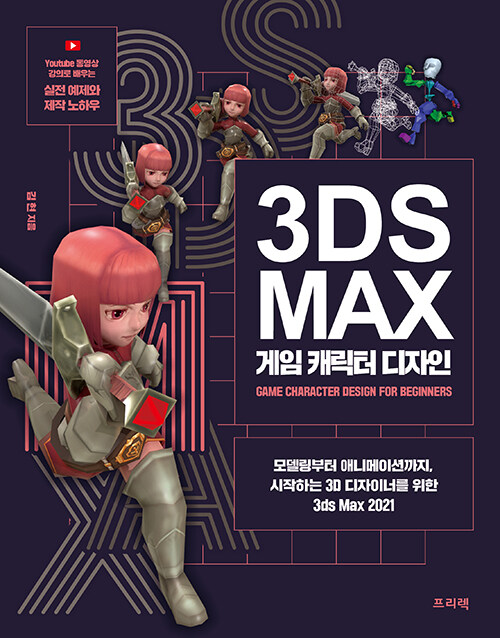 Youtube 동영상
강의로 배우는
실전 예제와
제작 노하우
김현 지음
3DS
MAX
게임 캐릭터 디자인
GAME CHARACTER DESIGN FOR BEGINNERS
모델링부터 애니메이션까지,
시작하는 3D 디자이너를 위한
3ds Max 2021
프리렉
3DS
MAX